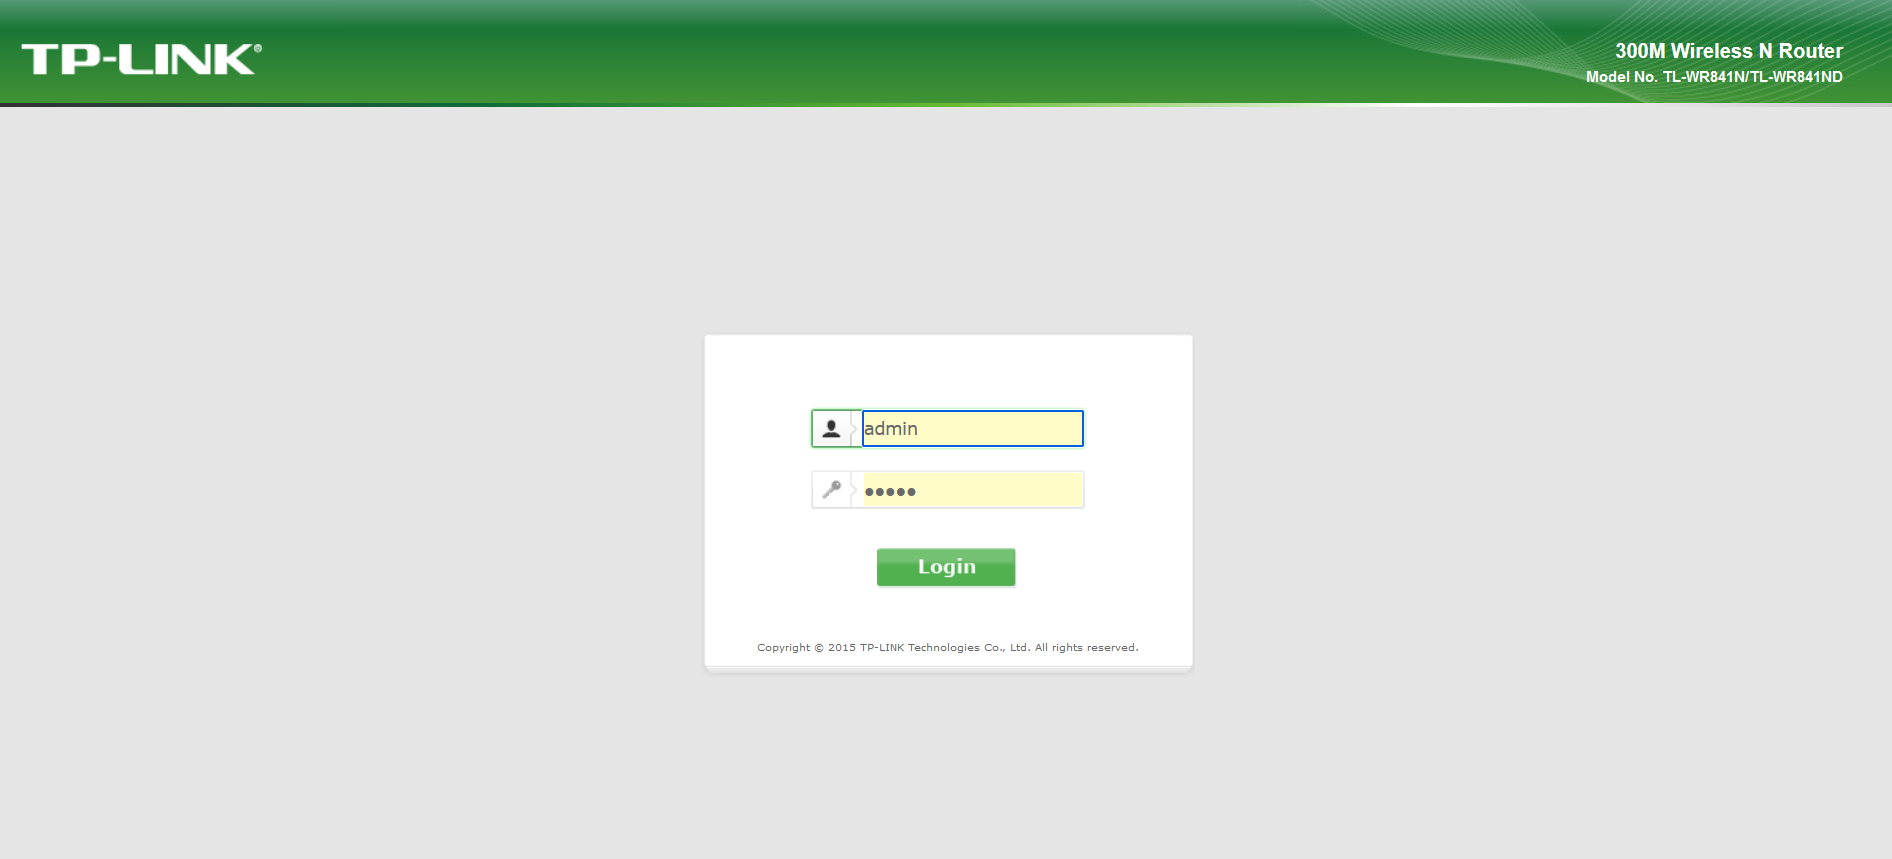 TP-LINK®
300M Wireless N Router
Model No. TL-WR841N/TL-WR841ND
admin
●●●●●
Login
Copyright © 2015 TP-LINK Technologies Co., Ltd. All rights reserved.